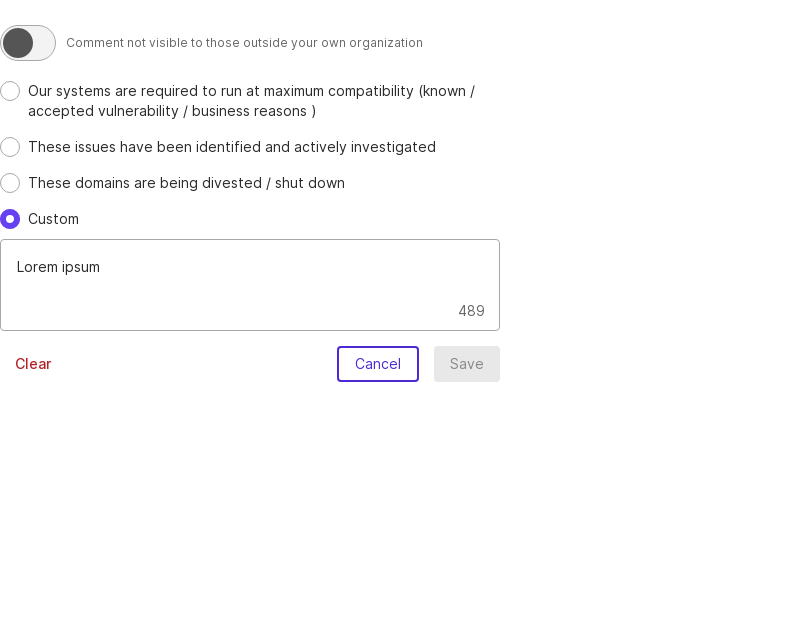 Comment not visible to those outside your own organization
Our systems are required to run at maximum compatibility (known /
accepted vulnerability / business reasons )
These issues have been identified and actively investigated
These domains are being divested / shut down
Custom
Lorem ipsum
489
Clear
Cancel
Save